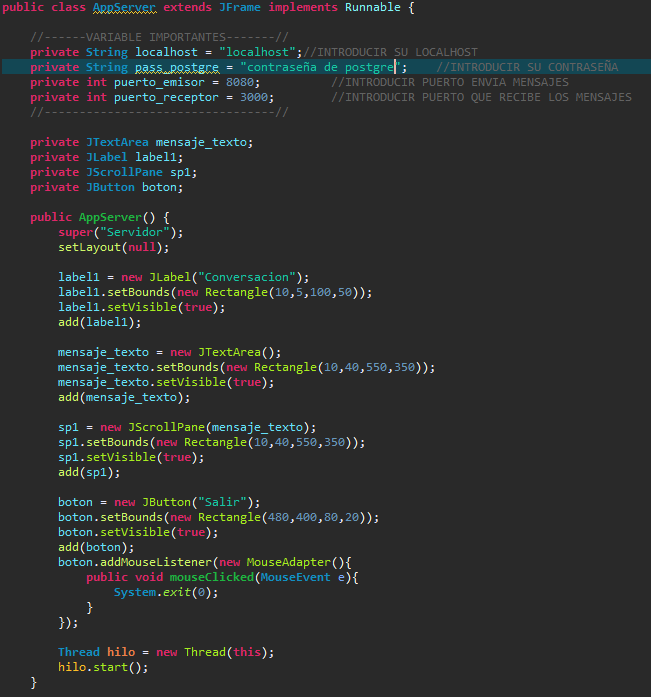 public class AppServer extends JFrame implements Runnable {
//------VARIABLE IMPORTANTES-------//
private String localhost = "localhost";//INTRODUCIR SU LOCALHOST
private String pass_postgre = "contraseña de postgre"; //INTRODUCIR SU CONTRASEÑA
private int puerto_emisor = 8080; //INTRODUCIR PUERTO ENVIA MENSAJES
private int puerto_receptor = 3000; //INTRODUCIR PUERTO QUE RECIBE LOS MENSAJES
//---------------------------------//
private JTextArea mensaje_texto;
private JLabel label1;
private JScrollPane sp1;
private JButton boton;
public AppServer() {
super("Servidor");
setLayout(null);
label1 = new JLabel("Conversacion");
label1.setBounds(new Rectangle(10,5,100,50));
label1.setVisible(true);
add(label1);
mensaje_texto = new JTextArea();
mensaje_texto.setBounds(new Rectangle(10,40,550,350));
mensaje_texto.setVisible(true);
add(mensaje_texto);
sp1 = new JScrollPane(mensaje_texto);
sp1.setBounds(new Rectangle(10,40,550,350));
sp1.setVisible(true);
add(sp1);
boton = new JButton("Salir");
boton.setBounds(new Rectangle(480,400,80,20));
boton.setVisible(true);
add(boton);
boton.addMouseListener(new MouseAdapter(){
public void mouseClicked(MouseEvent e){
System.exit(0);
}
});
Thread hilo = new Thread(this);
hilo.start();
}